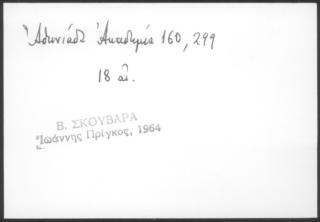 Ἀθωνιάδα Ἀκαδημία 160, 299
18 αἰ.
Β. ΣΚΟΥΒΑΡΑ
Ἰωάννης Πρίγκος, 1964